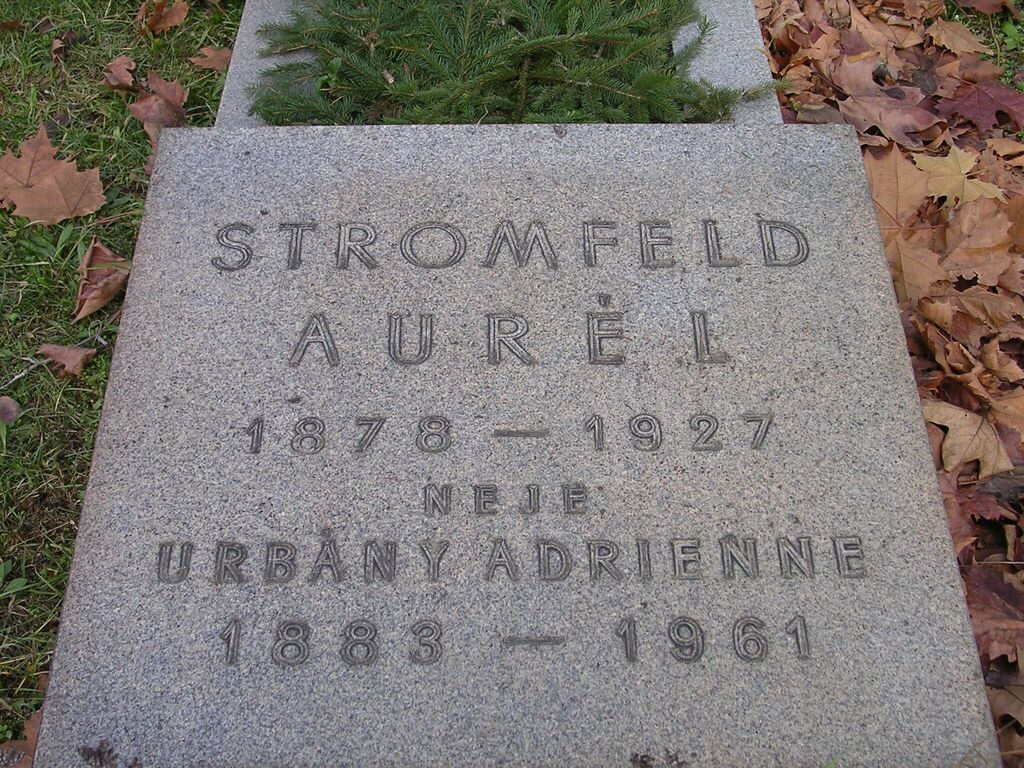 STROMFELD
AURÉL
1878 — 1927
NEJE
URBÁNY ADRIENNE
1883 — 1961